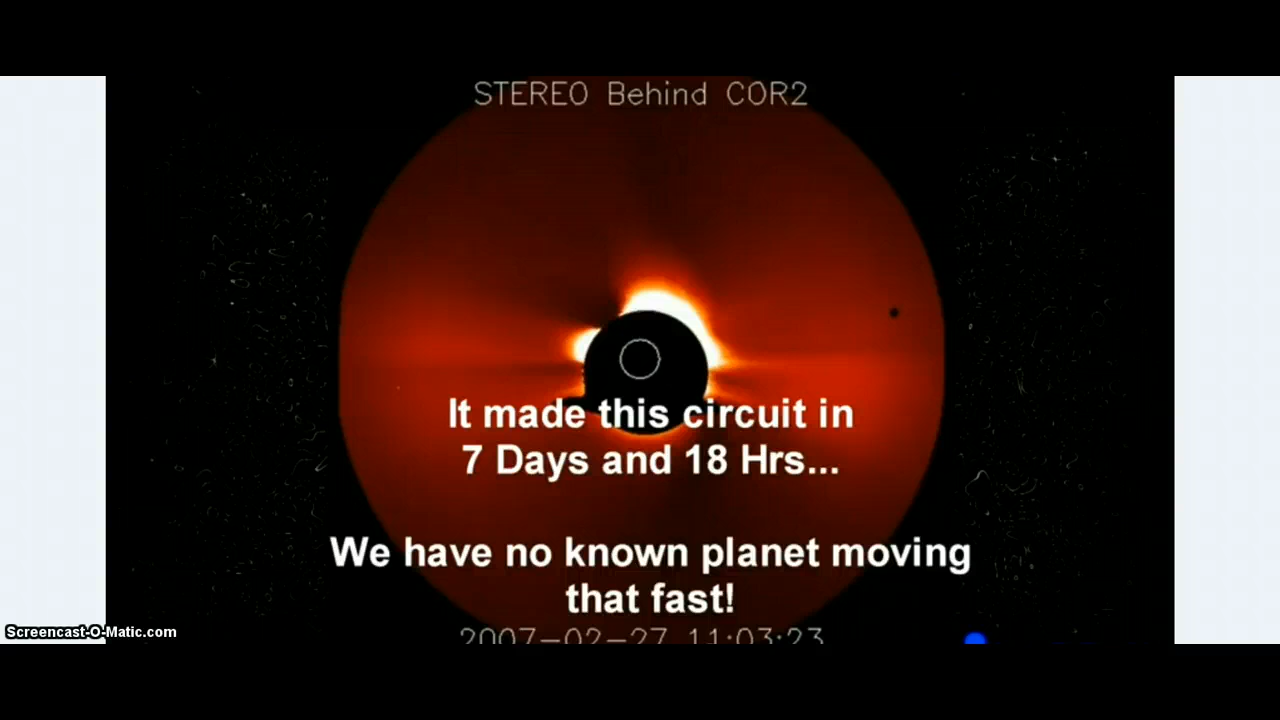 STEREO Behind COR2
It made this circuit in
7 Days and 18 Hrs...
We have no known planet moving
that fast!
Screencast-O-Matic.com
2007-02-27 11:03:23